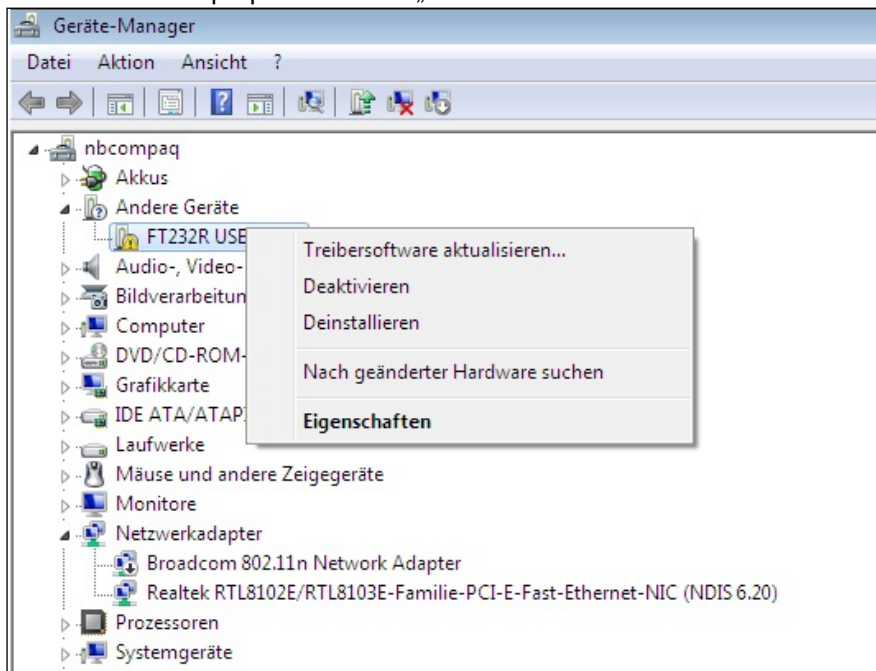 Geräte-Manager
Datei Aktion Ansicht ?
nbcompaq
Akkus
Andere Geräte
FT232R USB
Treibersoftware aktualisieren...
Audio-, Video-
Deaktivieren
Bildverarbeitun
Deinstallieren
Computer
DVD/CD-ROM-
Nach geänderter Hardware suchen
Grafikkarte
IDE ATA/ATAP
Eigenschaften
Laufwerke
Mäuse und andere Zeigegeräte
Monitore
Netzwerkadapter
Broadcom 802.11n Network Adapter
Realtek RTL8102E/RTL8103E-Familie-PCI-E-Fast-Ethernet-NIC (NDIS 6.20)
Prozessoren
Systemgeräte